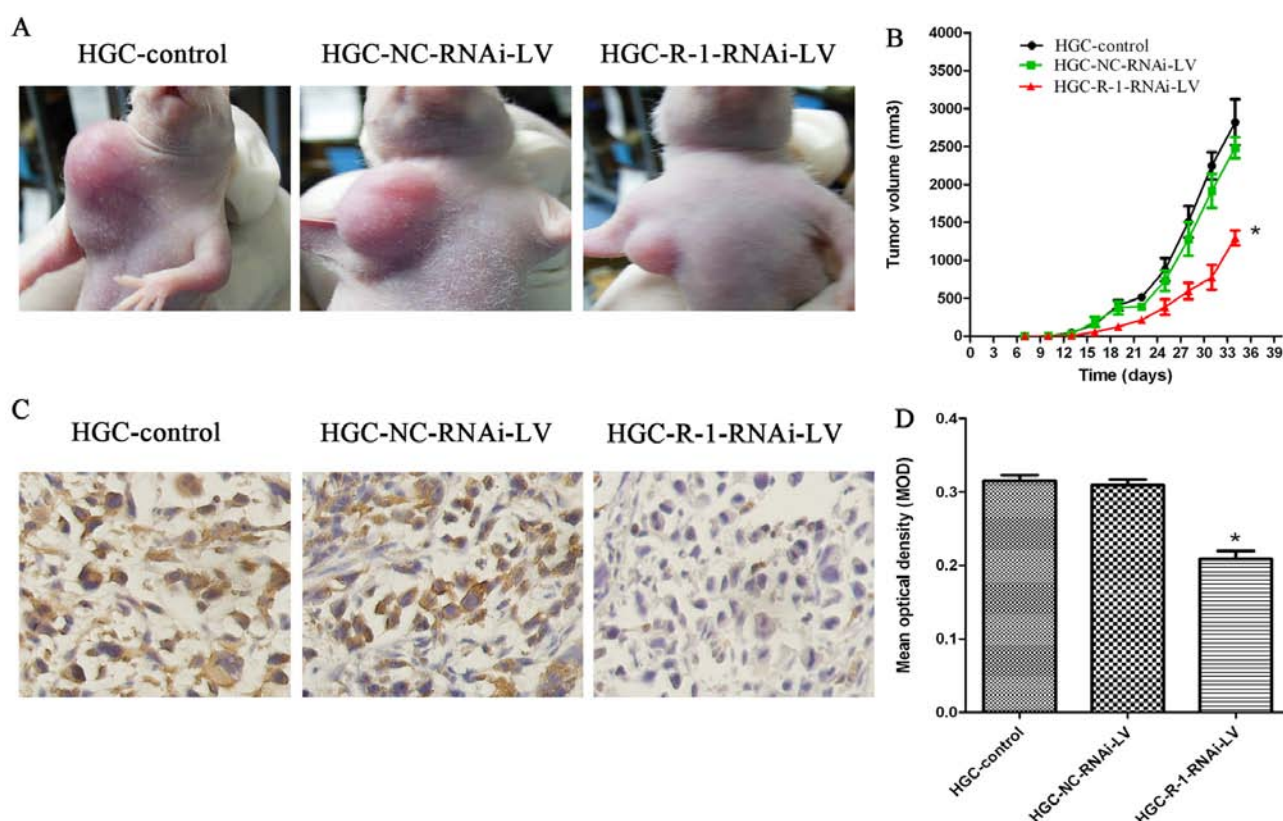 A
HGC-control
HGC-NC-RNAi-LV
HGC-R-1-RNAi-LV
B
HGC-control
HGC-NC-RNAi-LV
HGC-R-1-RNAi-LV
4000
3500
3000
2500
2000
1500
1000
500
0
Tumor volume (mm3)
*
0 3 6 9 12 15 18 21 24 27 30 33 36 39
Time (days)
C
HGC-control
HGC-NC-RNAi-LV
HGC-R-1-RNAi-LV
D
0.4
0.3
0.2
0.1
0.0
Mean optical density (MOD)
*
HGC-control
HGC-NC-RNAi-LV
HGC-R-1-RNAi-LV